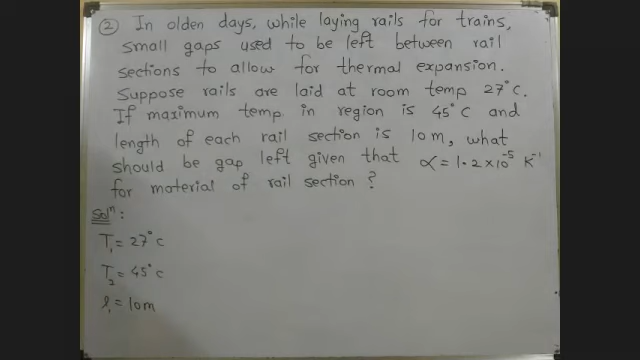 ② In olden days, while laying rails for trains,
small gaps used to be left between rail
sections to allow for thermal expansion.
Suppose rails are laid at room temp 27°C.
If maximum temp. in region is 45°C and
length of each rail section is 10m, what
should be gap left given that α = 1.2×10⁻⁵ K⁻¹
for material of rail section?
Solⁿ:
T₁ = 27°C
T₂ = 45°C
l₁ = 10m